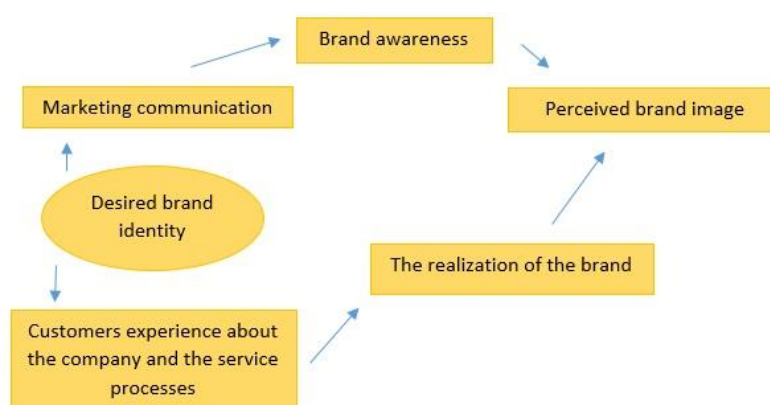 Brand awareness
Marketing communication
Perceived brand image
Desired brand
identity
The realization of the brand
Customers experience about
the company and the service
processes